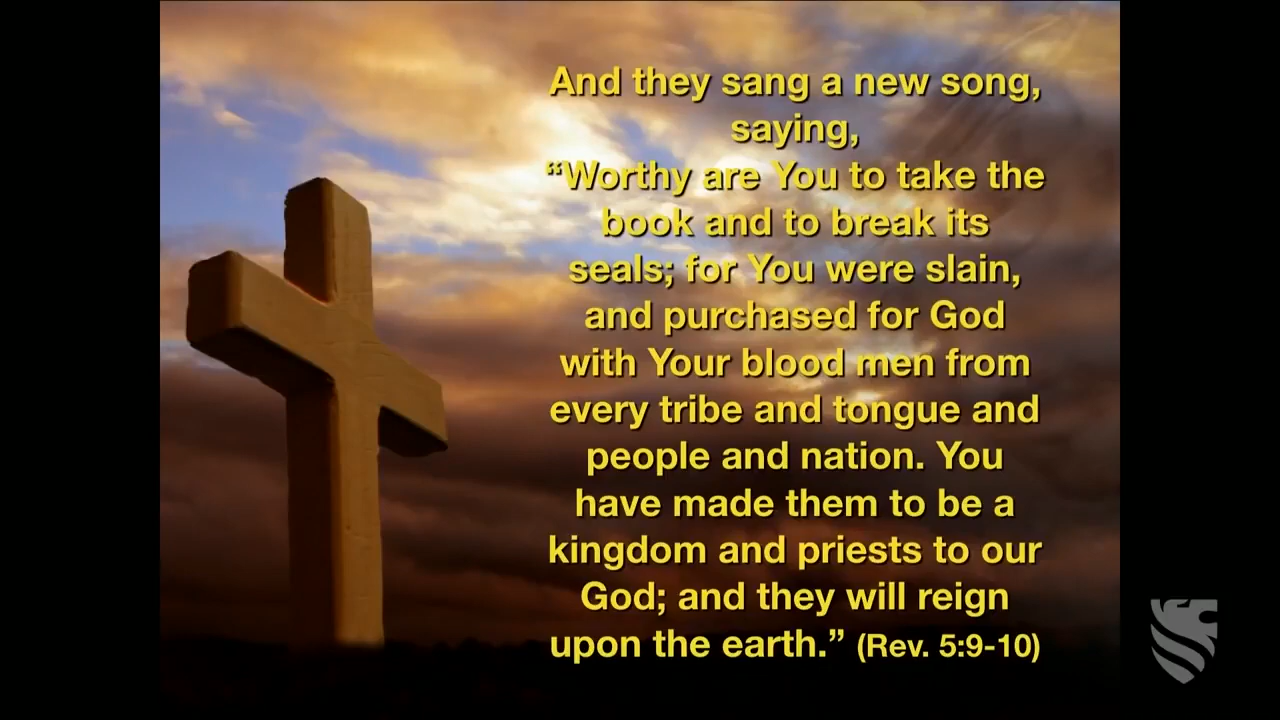 And they sang a new song,
saying,
“Worthy are You to take the
book and to break its
seals; for You were slain,
and purchased for God
with Your blood men from
every tribe and tongue and
people and nation. You
have made them to be a
kingdom and priests to our
God; and they will reign
upon the earth.” (Rev. 5:9-10)